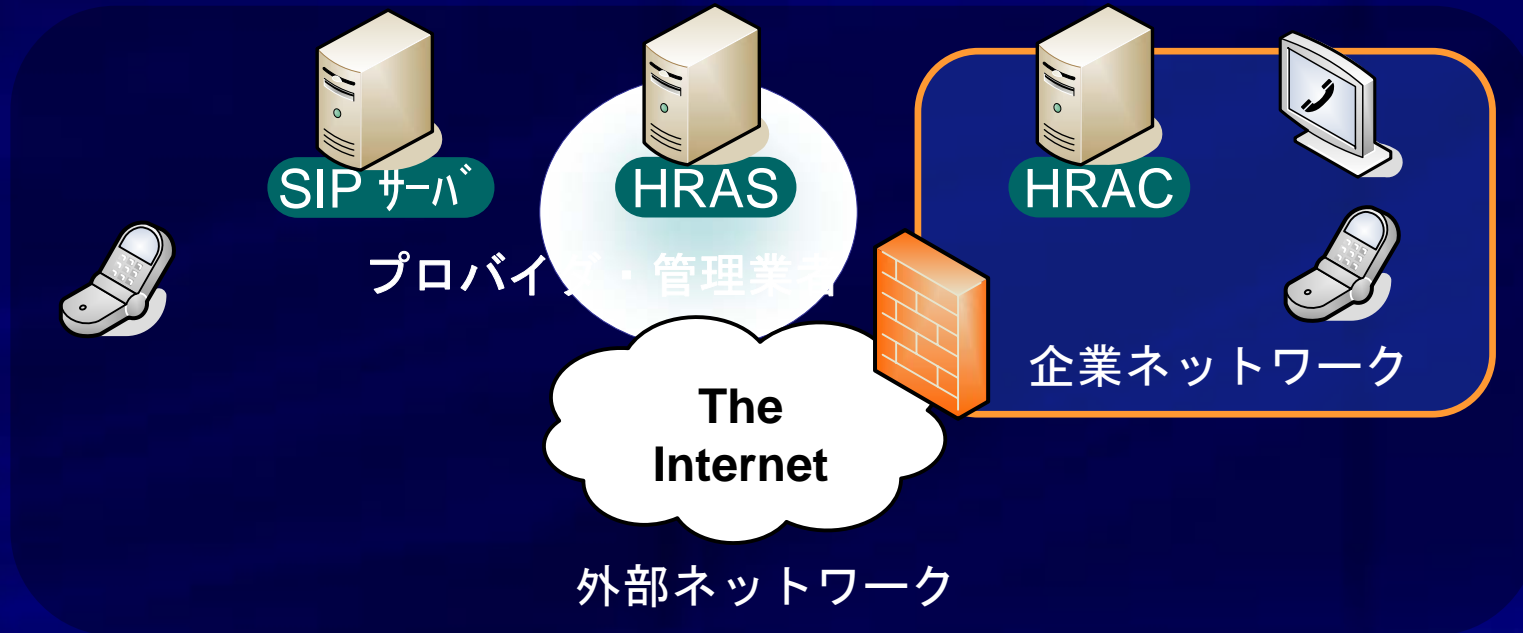 SIP サーバ
HRAS
HRAC
プロバイダ・管理業者
企業ネットワーク
The
Internet
外部ネットワーク